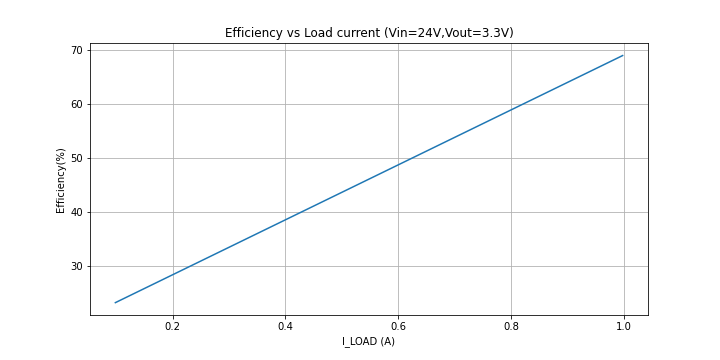 Efficiency vs Load current (Vin=24V,Vout=3.3V)
70
60
50
40
30
Efficiency(%)
0.2 0.4 0.6 0.8 1.0
I_LOAD (A)